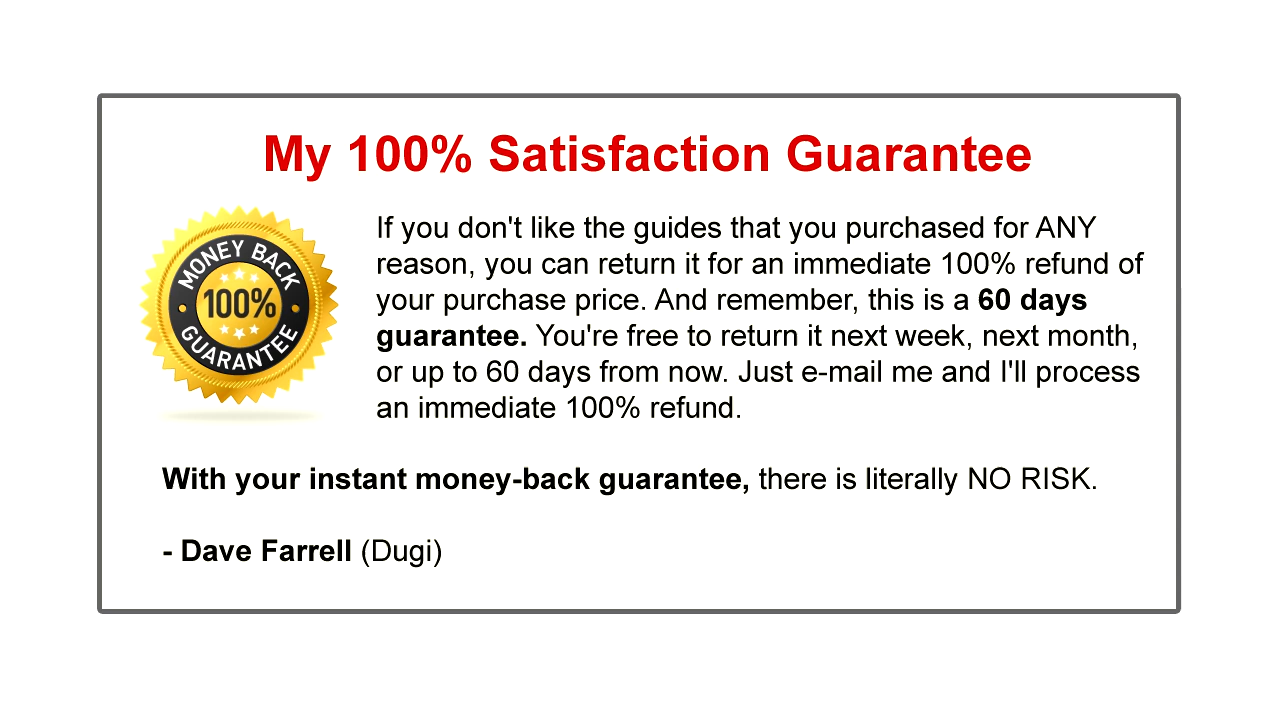 My 100% Satisfaction Guarantee
MONEY BACK
100%
GUARANTEE
If you don't like the guides that you purchased for ANY
reason, you can return it for an immediate 100% refund of
your purchase price. And remember, this is a 60 days
guarantee. You're free to return it next week, next month,
or up to 60 days from now. Just e-mail me and I'll process
an immediate 100% refund.
With your instant money-back guarantee, there is literally NO RISK.
- Dave Farrell (Dugi)